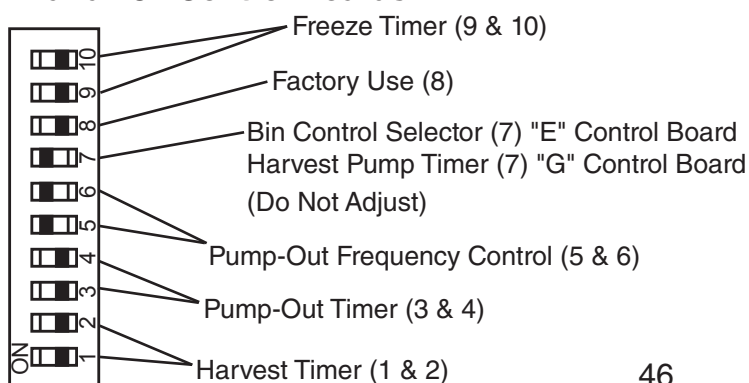 Freeze Timer (9 & 10)
Factory Use (8)
Bin Control Selector (7) "E" Control Board
Harvest Pump Timer (7) "G" Control Board
(Do Not Adjust)
Pump-Out Frequency Control (5 & 6)
Pump-Out Timer (3 & 4)
Harvest Timer (1 & 2)
10
9
8
7
6
5
4
3
2
1
ON
46